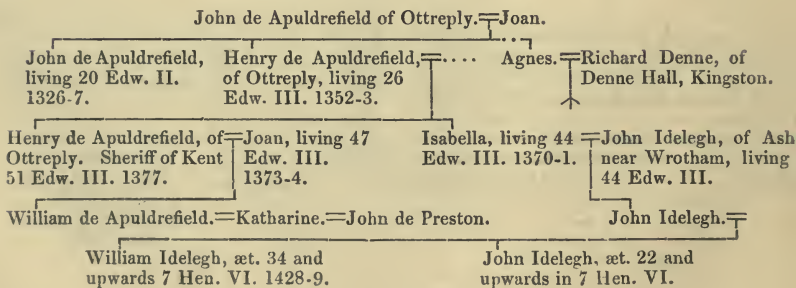 John de Apuldrefield of Ottreply.=Joan.
John de Apuldrefield,
living 20 Edw. II.
1326-7.
Henry de Apuldrefield,=....
of Ottreply, living 26
Edw. III. 1352-3.
Agnes.=Richard Denne, of
Denne Hall, Kingston.
Henry de Apuldrefield, of
Ottreply. Sheriff of Kent
51 Edw. III. 1377.
=Joan, living 47
Edw. III.
1373-4.
Isabella, living 44
Edw. III. 1370-1.
=John Idelegh, of Ash
near Wrotham, living
44 Edw. III.
William de Apuldrefield.=Katharine.=John de Preston.
John Idelegh.=
William Idelegh, æt. 34 and
upwards 7 Hen. VI. 1428-9.
John Idelegh, æt. 22 and
upwards in 7 Hen. VI.